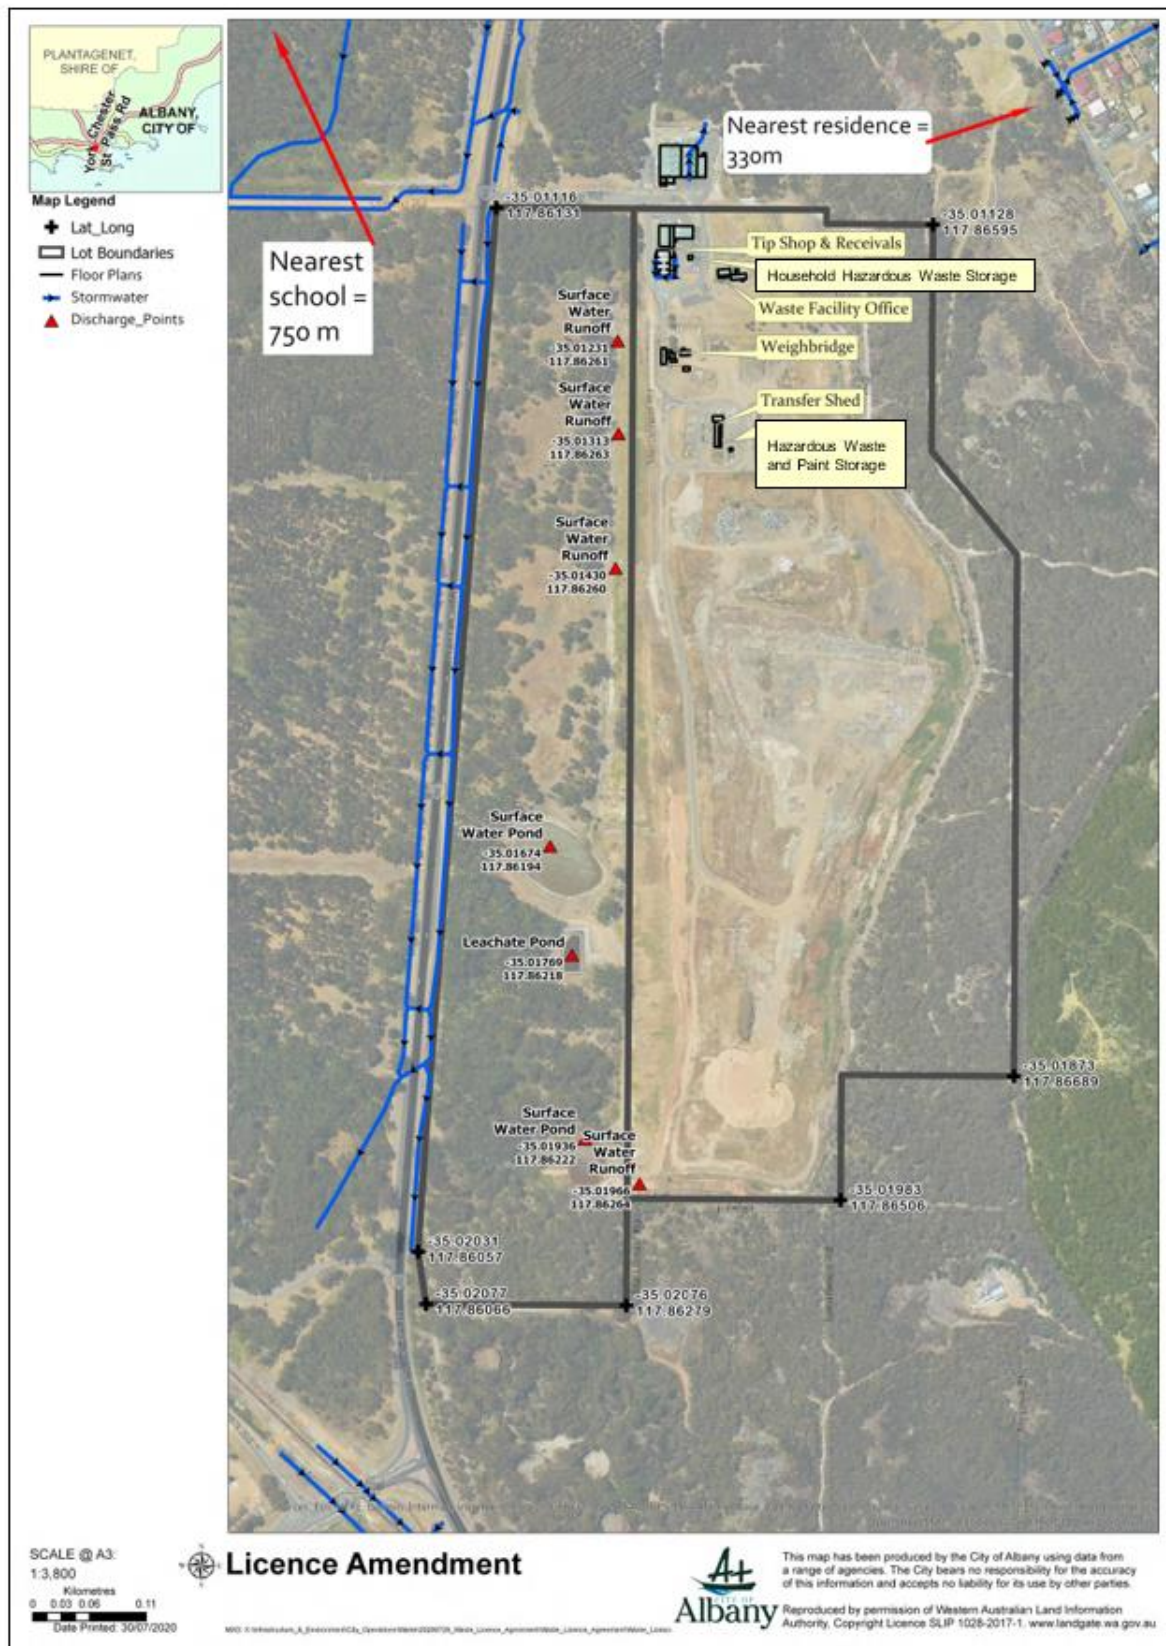 PLANTAGENET,
SHIRE OF
ALBANY,
CITY OF
York
Chester
St Pass Rd
Map Legend
Lat_Long
Lot Boundaries
Floor Plans
Stormwater
Discharge_Points
Nearest
school =
750 m
Nearest residence =
330m
-35.01116
117.86131
-35.01128
117.86595
Tip Shop & Receivals
Household Hazardous Waste Storage
Waste Facility Office
Weighbridge
Transfer Shed
Hazardous Waste
and Paint Storage
Surface
Water
Runoff
-35.01231
117.86261
Surface
Water
Runoff
-35.01313
117.86263
Surface
Water
Runoff
-35.01430
117.86260
Surface
Water Pond
-35.01674
117.86194
Leachate Pond
-35.01769
117.86218
Surface
Water Pond
-35.01936
117.86222
Surface
Water
Runoff
-35.01966
117.86264
-35.01873
117.86689
-35.01983
117.86506
-35.02031
117.86057
-35.02077
117.86066
-35.02076
117.86279
SCALE @ A3:
1:3,800
Kilometres
0 0.03 0.06 0.11
Date Printed: 30/07/2020
Licence Amendment
CITY OF
Albany
This map has been produced by the City of Albany using data from
a range of agencies. The City bears no responsibility for the accuracy
of this information and accepts no liability for its use by other parties.
Reproduced by permission of Western Australian Land Information
Authority, Copyright Licence SLIP 1028-2017-1. www.landgate.wa.gov.au